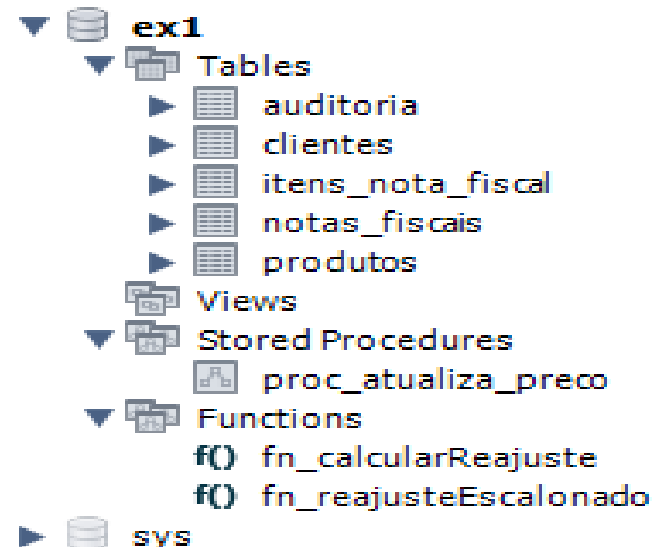 ex1
Tables
auditoria
clientes
itens_nota_fiscal
notas_fiscais
produtos
Views
Stored Procedures
proc_atualiza_preco
Functions
f() fn_calcularReajuste
f() fn_reajusteEscalonado
sys